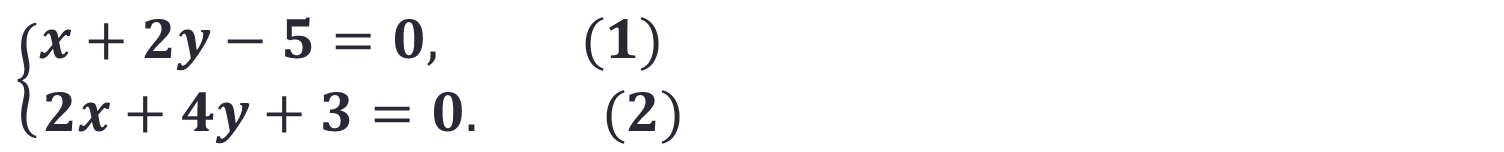 x + 2y − 5 = 0, (1)
2x + 4y + 3 = 0. (2)